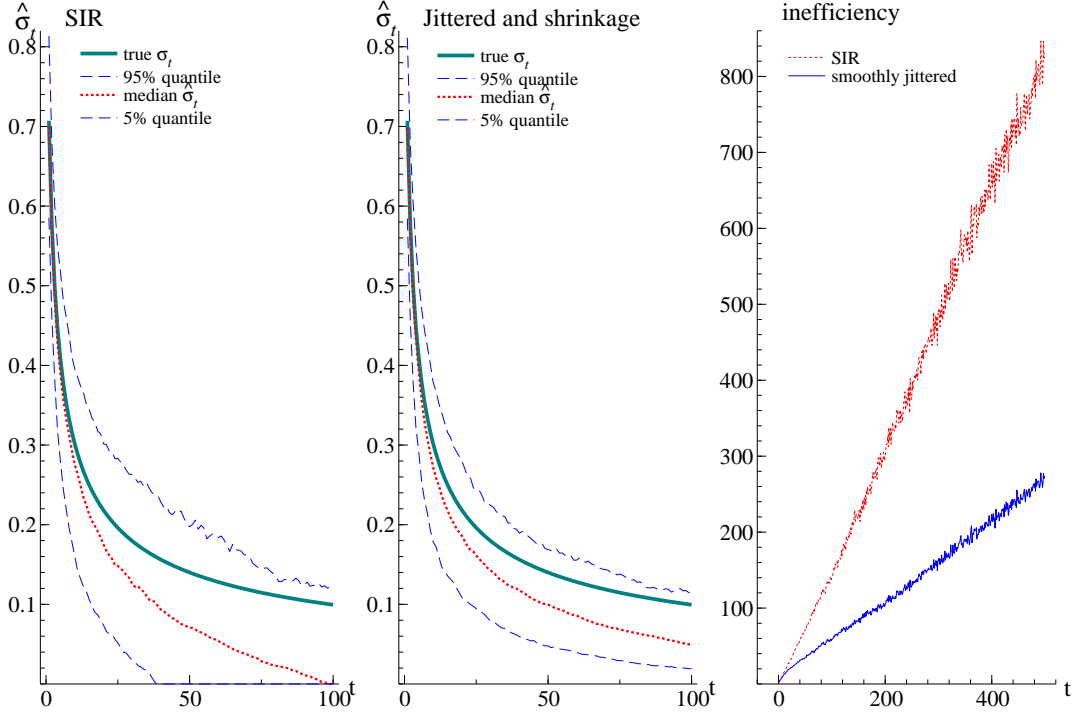 σ̂t SIR
0.8
0.7
0.6
0.5
0.4
0.3
0.2
0.1
true σt
95% quantile
median σ̂t
5% quantile
0 50 100 t
σ̂t Jittered and shrinkage
0.8
0.7
0.6
0.5
0.4
0.3
0.2
0.1
true σt
95% quantile
median σ̂t
5% quantile
0 50 100 t
inefficiency
800
700
600
500
400
300
200
100
SIR
smoothly jittered
0 200 400 t